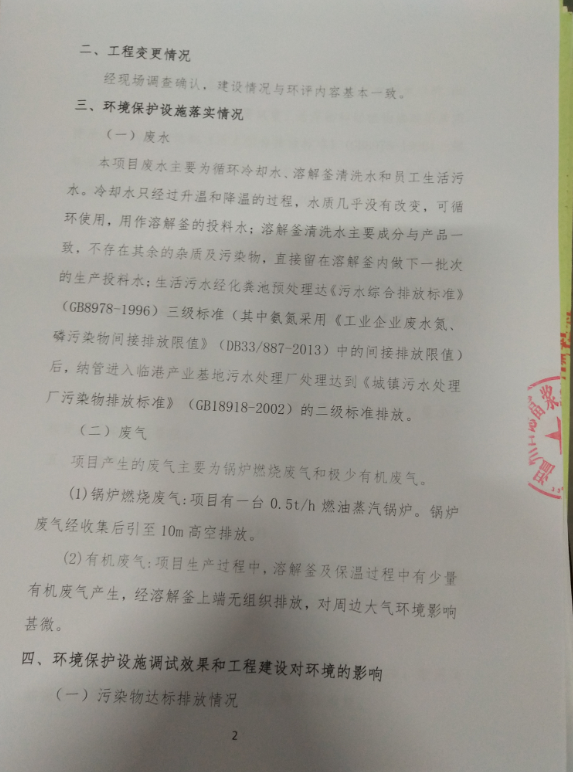 二、工程变更情况
经现场调查确认，建设情况与环评内容基本一致。
三、环境保护设施落实情况
（一）废水
本项目废水主要为循环冷却水、溶解釜清洗水和员工生活污
水。冷却水只经过升温和降温的过程，水质几乎没有改变，可循
环使用，用作溶解釜的投料水；溶解釜清洗水主要成分与产品一
致，不存在其余的杂质及污染物，直接留在溶解釜内做下一批次
的生产投料水；生活污水经化粪池预处理达《污水综合排放标准》
（GB8978-1996）三级标准（其中氨氮采用《工业企业废水氮、
磷污染物间接排放限值》（DB33/887-2013）中的间接排放限值）
后，纳管进入临港产业基地污水处理厂处理达到《城镇污水处理
厂污染物排放标准》（GB18918-2002）的二级标准排放。
（二）废气
项目产生的废气主要为锅炉燃烧废气和极少有机废气。
(1)锅炉燃烧废气:项目有一台 0.5t/h 燃油蒸汽锅炉。锅炉
废气经收集后引至 10m 高空排放。
(2)有机废气:项目生产过程中，溶解釜及保温过程中有少量
有机废气产生，经溶解釜上端无组织排放，对周边大气环境影响
甚微。
四、环境保护设施调试效果和工程建设对环境的影响
（一）污染物达标排放情况
2